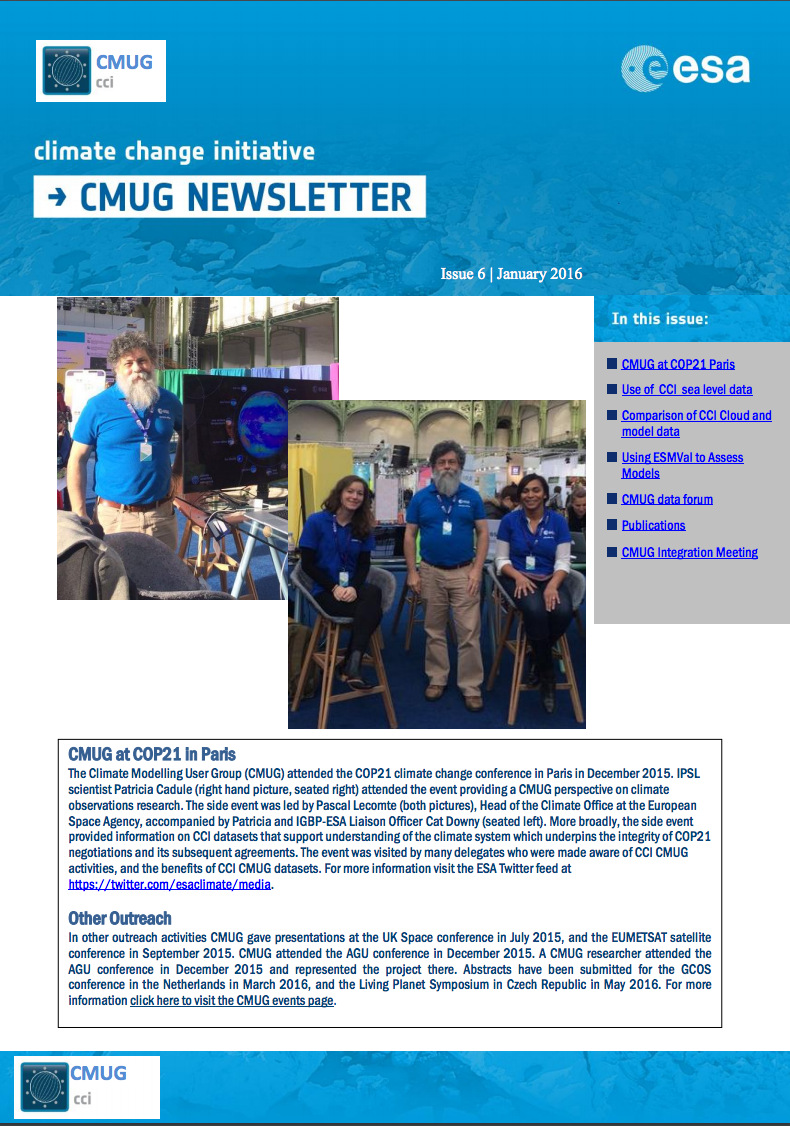 CMUG
cci
esa
climate change initiative
→ CMUG NEWSLETTER
Issue 6 | January 2016
In this issue:
CMUG at COP21 Paris
Use of CCI sea level data
Comparison of CCI Cloud and
model data
Using ESMVal to Assess
Models
CMUG data forum
Publications
CMUG Integration Meeting
CMUG at COP21 in Paris
The Climate Modelling User Group (CMUG) attended the COP21 climate change conference in Paris in December 2015. IPSL
scientist Patricia Cadule (right hand picture, seated right) attended the event providing a CMUG perspective on climate
observations research. The side event was led by Pascal Lecomte (both pictures), Head of the Climate Office at the European
Space Agency, accompanied by Patricia and IGBP-ESA Liaison Officer Cat Downy (seated left). More broadly, the side event
provided information on CCI datasets that support understanding of the climate system which underpins the integrity of COP21
negotiations and its subsequent agreements. The event was visited by many delegates who were made aware of CCI CMUG
activities, and the benefits of CCI CMUG datasets. For more information visit the ESA Twitter feed at
https://twitter.com/esaclimate/media.
Other Outreach
In other outreach activities CMUG gave presentations at the UK Space conference in July 2015, and the EUMETSAT satellite
conference in September 2015. CMUG attended the AGU conference in December 2015. A CMUG researcher attended the
AGU conference in December 2015 and represented the project there. Abstracts have been submitted for the GCOS
conference in the Netherlands in March 2016, and the Living Planet Symposium in Czech Republic in May 2016. For more
information click here to visit the CMUG events page.
CMUG
cci